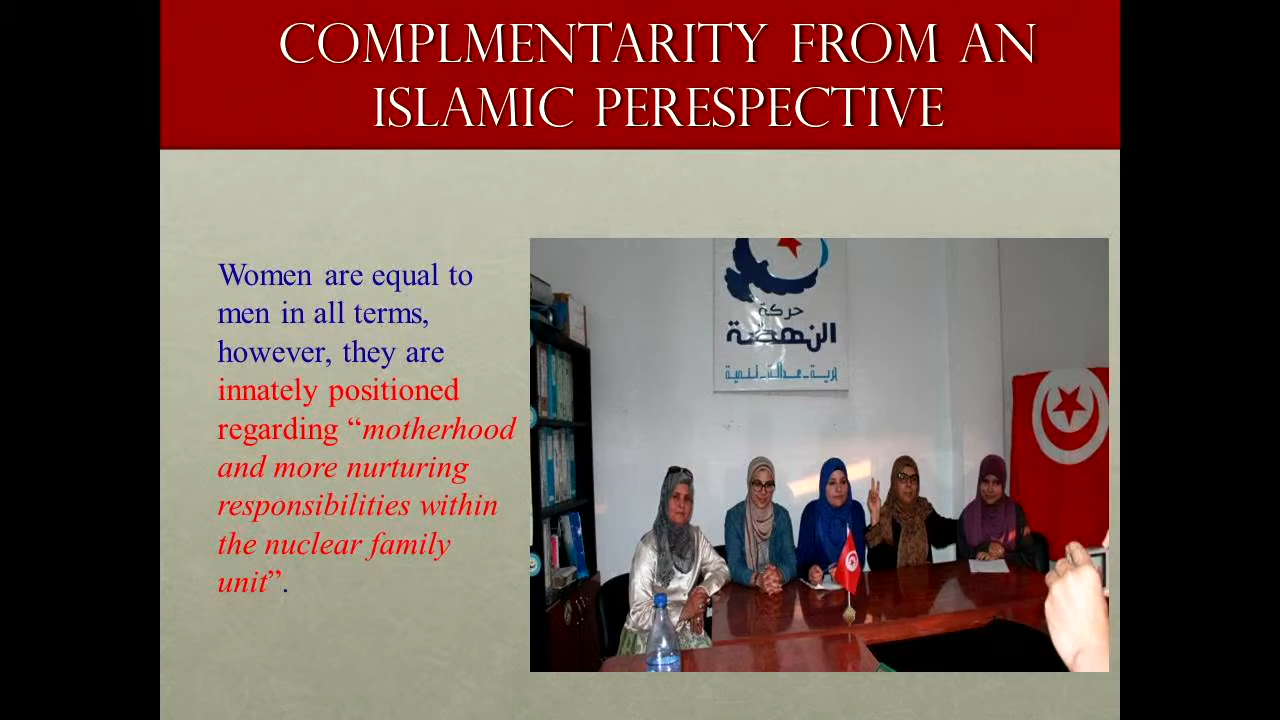 COMPLMENTARITY FROM AN
ISLAMIC PERESPECTIVE
Women are equal to
men in all terms,
however, they are
innately positioned
regarding “motherhood
and more nurturing
responsibilities within
the nuclear family
unit”.
حركة
النهضة
حرية_عدالة_تنمية